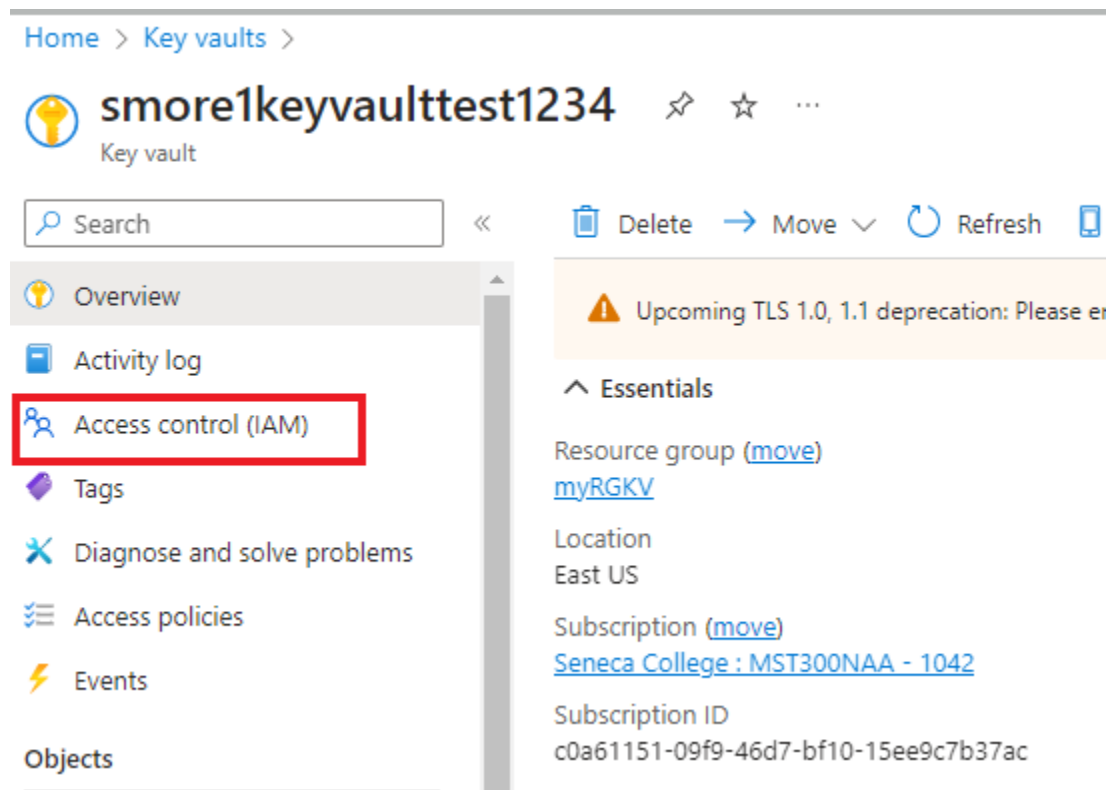 Home > Key vaults >
smore1keyvaulttest1234 ...
Key vault
Search «
Delete Move Refresh
Overview
Upcoming TLS 1.0, 1.1 deprecation: Please
Activity log
Essentials
Access control (IAM)
Resource group (move)
myRGKV
Tags
Location
East US
Diagnose and solve problems
Access policies
Subscription (move)
Seneca College : MST300NAA - 1042
Events
Subscription ID
c0a61151-09f9-46d7-bf10-15ee9c7b37ac
Objects